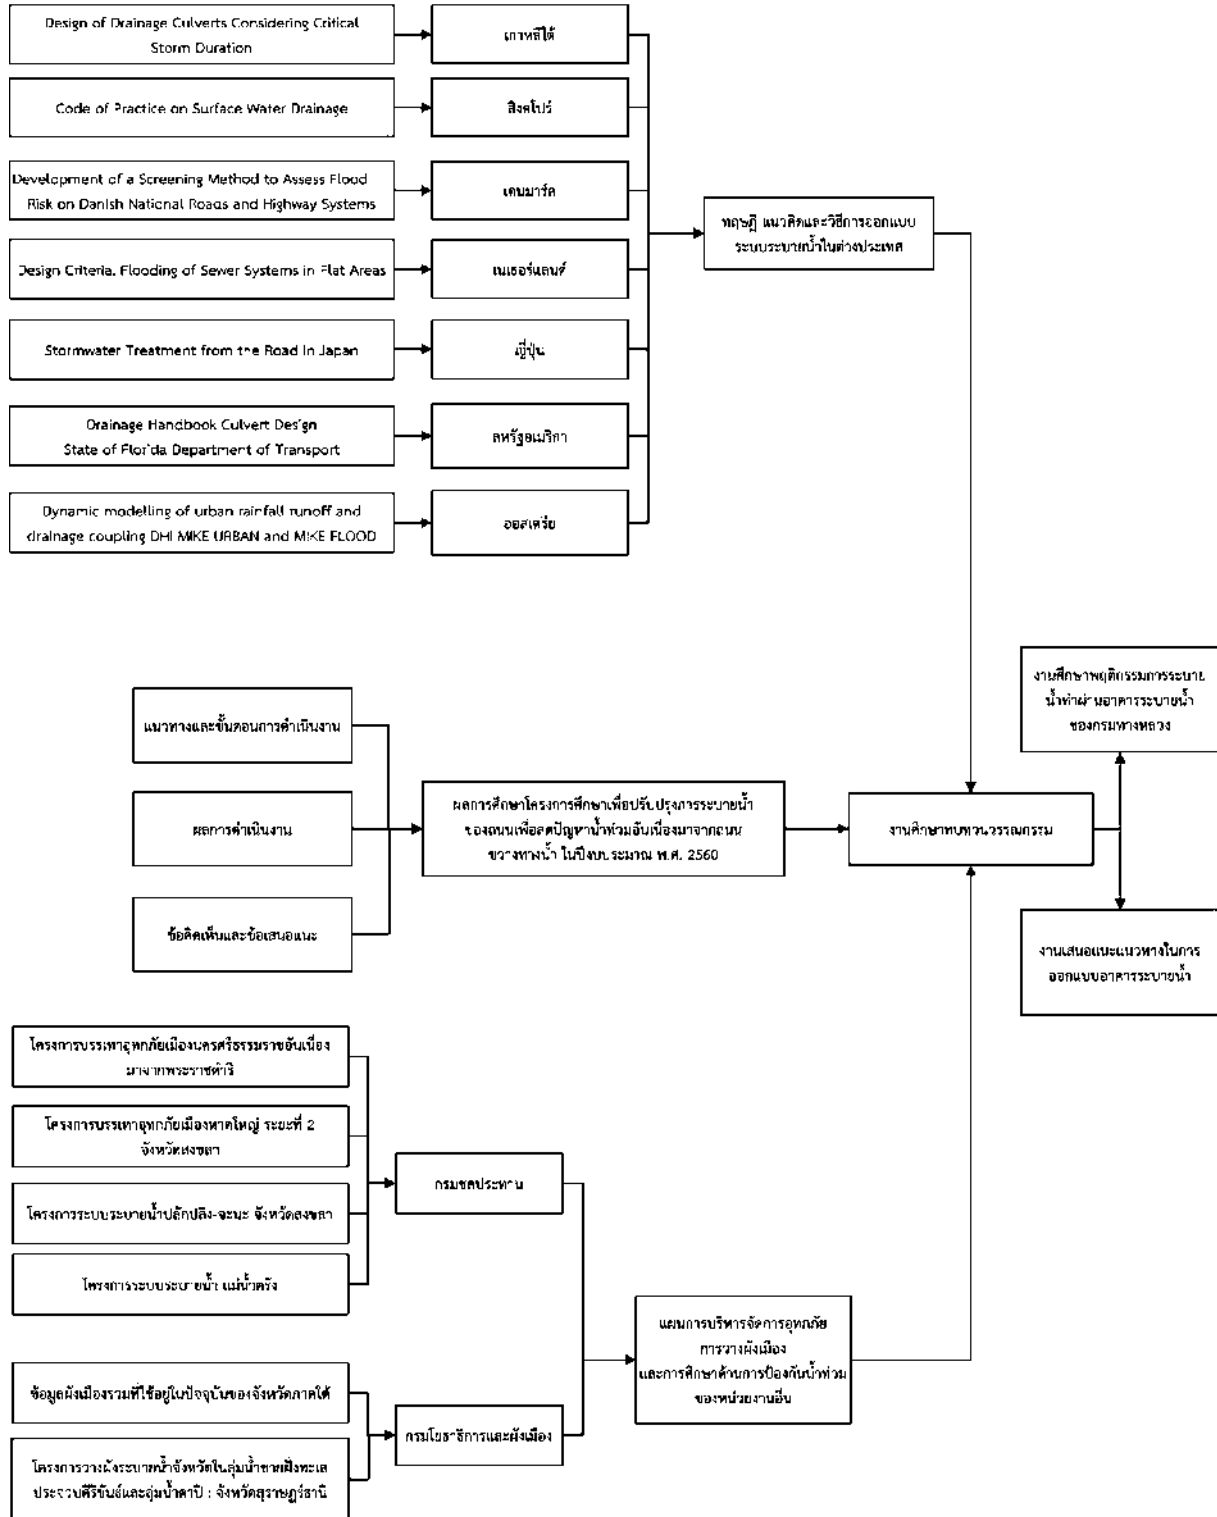 Design of Drainage Culverts Considering Critical
Storm Duration
เกาหลีใต้
Code of Practice on Surface Water Drainage
สิงคโปร์
Development of a Screening Method to Assess Flood
Risk on Danish National Roads and Highway Systems
เดนมาร์ค
ทฤษฎี แนวคิดและวิธีการออกแบบ
ระบบระบายน้ำในต่างประเทศ
Design Criteria. Flooding of Sewer Systems in Flat Areas
เนเธอร์แลนด์
Stormwater Treatment from the Road in Japan
ญี่ปุ่น
Drainage Handbook Culvert Design
State of Florida Department of Transport
สหรัฐอเมริกา
Dynamic modelling of urban rainfall runoff and
drainage coupling DHI MIKE URBAN and MIKE FLOOD
ออสเตรีย
แนวทางและขั้นตอนการดำเนินงาน
ผลการดำเนินงาน
ข้อคิดเห็นและข้อเสนอแนะ
ผลการศึกษาโครงการศึกษาเพื่อปรับปรุงการระบายน้ำ
ของถนนเพื่อลดปัญหาน้ำท่วมอันเนื่องมาจากถนน
ขวางทางน้ำ ในปีงบประมาณ พ.ศ. 2560
งานศึกษาทบทวนวรรณกรรม
งานศึกษาพฤติกรรมการระบาย
น้ำท่าผ่านอาคารระบายน้ำ
ของกรมทางหลวง
งานเสนอแนะแนวทางในการ
ออกแบบอาคารระบายน้ำ
โครงการบรรเทาอุทกภัยเมืองนครศรีธรรมราชอันเนื่อง
มาจากพระราชดำริ
โครงการบรรเทาอุทกภัยเมืองหาดใหญ่ ระยะที่ 2
จังหวัดสงขลา
โครงการระบบระบายน้ำปลักปลิง-จะนะ จังหวัดสงขลา
โครงการระบบระบายน้ำ แม่น้ำตรัง
กรมชลประทาน
ข้อมูลผังเมืองรวมที่ใช้อยู่ในปัจจุบันของจังหวัดภาคใต้
โครงการวางผังระบายน้ำจังหวัดในลุ่มน้ำชายฝั่งทะเล
ประจวบคีรีขันธ์และลุ่มน้ำตาปี : จังหวัดสุราษฎร์ธานี
กรมโยธาธิการและผังเมือง
แผนการบริหารจัดการอุทกภัย
การวางผังเมือง
และการศึกษาด้านการป้องกันน้ำท่วม
ของหน่วยงานอื่น